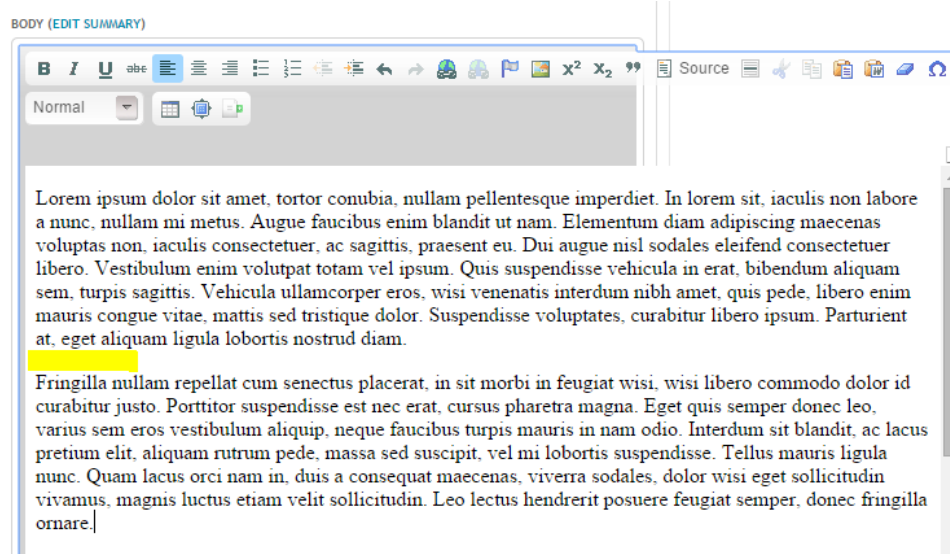 BODY (EDIT SUMMARY)
B I U abc x² x₂ ” Source Ω
Normal
Lorem ipsum dolor sit amet, tortor conubia, nullam pellentesque imperdiet. In lorem sit, iaculis non labore
a nunc, nullam mi metus. Augue faucibus enim blandit ut nam. Elementum diam adipiscing maecenas
voluptas non, iaculis consectetuer, ac sagittis, praesent eu. Dui augue nisl sodales eleifend consectetuer
libero. Vestibulum enim volutpat totam vel ipsum. Quis suspendisse vehicula in erat, bibendum aliquam
sem, turpis sagittis. Vehicula ullamcorper eros, wisi venenatis interdum nibh amet, quis pede, libero enim
mauris congue vitae, mattis sed tristique dolor. Suspendisse voluptates, curabitur libero ipsum. Parturient
at, eget aliquam ligula lobortis nostrud diam.
Fringilla nullam repellat cum senectus placerat, in sit morbi in feugiat wisi, wisi libero commodo dolor id
curabitur justo. Porttitor suspendisse est nec erat, cursus pharetra magna. Eget quis semper donec leo,
varius sem eros vestibulum aliquip, neque faucibus turpis mauris in nam odio. Interdum sit blandit, ac lacus
pretium elit, aliquam rutrum pede, massa sed suscipit, vel mi lobortis suspendisse. Tellus mauris ligula
nunc. Quam lacus orci nam in, duis a consequat maecenas, viverra sodales, dolor wisi eget sollicitudin
vivamus, magnis luctus etiam velit sollicitudin. Leo lectus hendrerit posuere feugiat semper, donec fringilla
ornare.